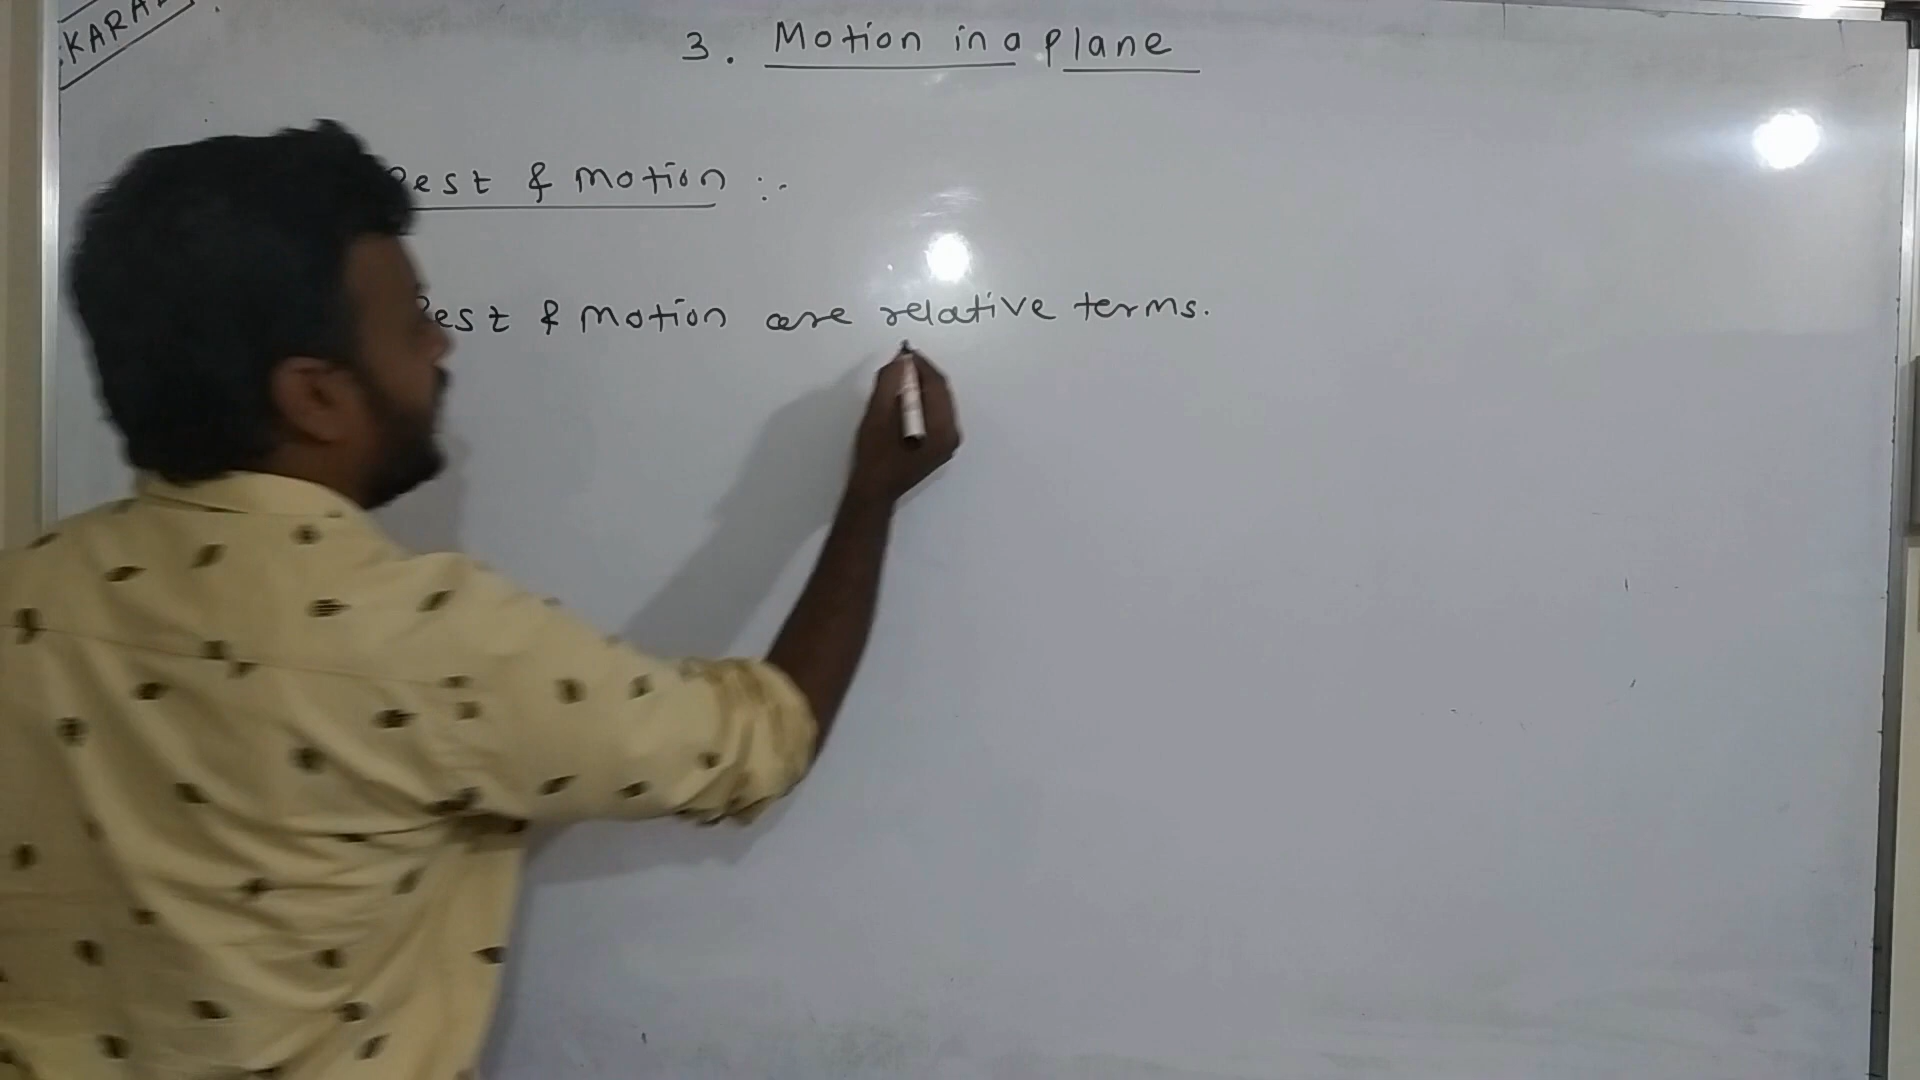 3. Motion in a plane
Rest & motion :-
Rest & motion are relative terms.